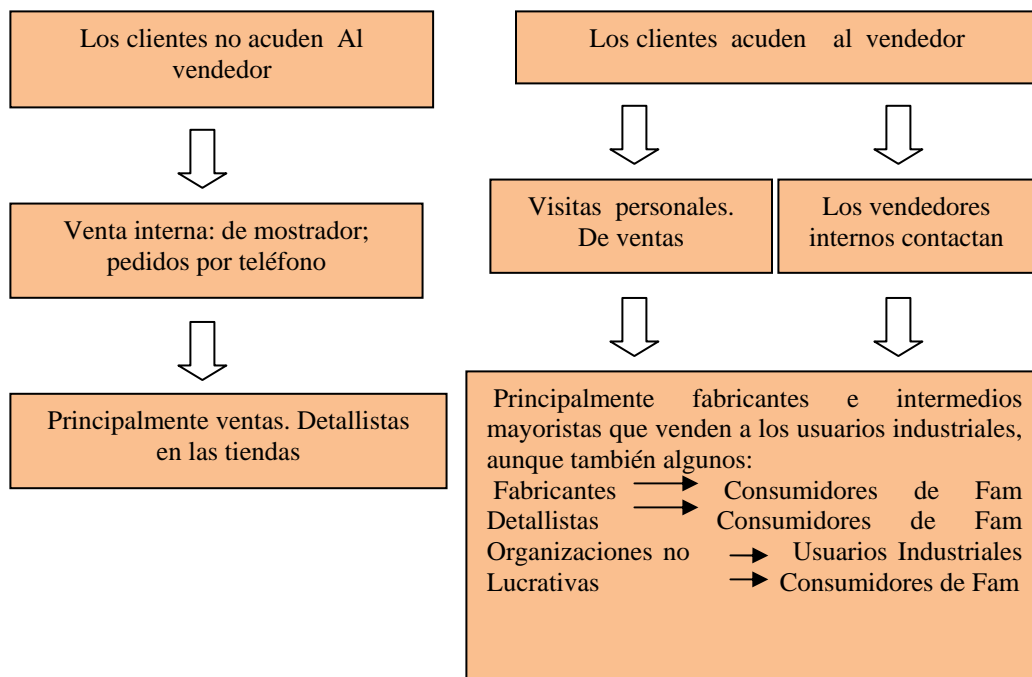 Los clientes no acuden Al
vendedor
Venta interna: de mostrador;
pedidos por teléfono
Principalmente ventas. Detallistas
en las tiendas
Los clientes acuden al vendedor
Visitas personales.
De ventas
Los vendedores
internos contactan
Principalmente fabricantes e intermedios
mayoristas que venden a los usuarios industriales,
aunque también algunos:
Fabricantes → Consumidores de Fam
Detallistas → Consumidores de Fam
Organizaciones no → Usuarios Industriales
Lucrativas → Consumidores de Fam